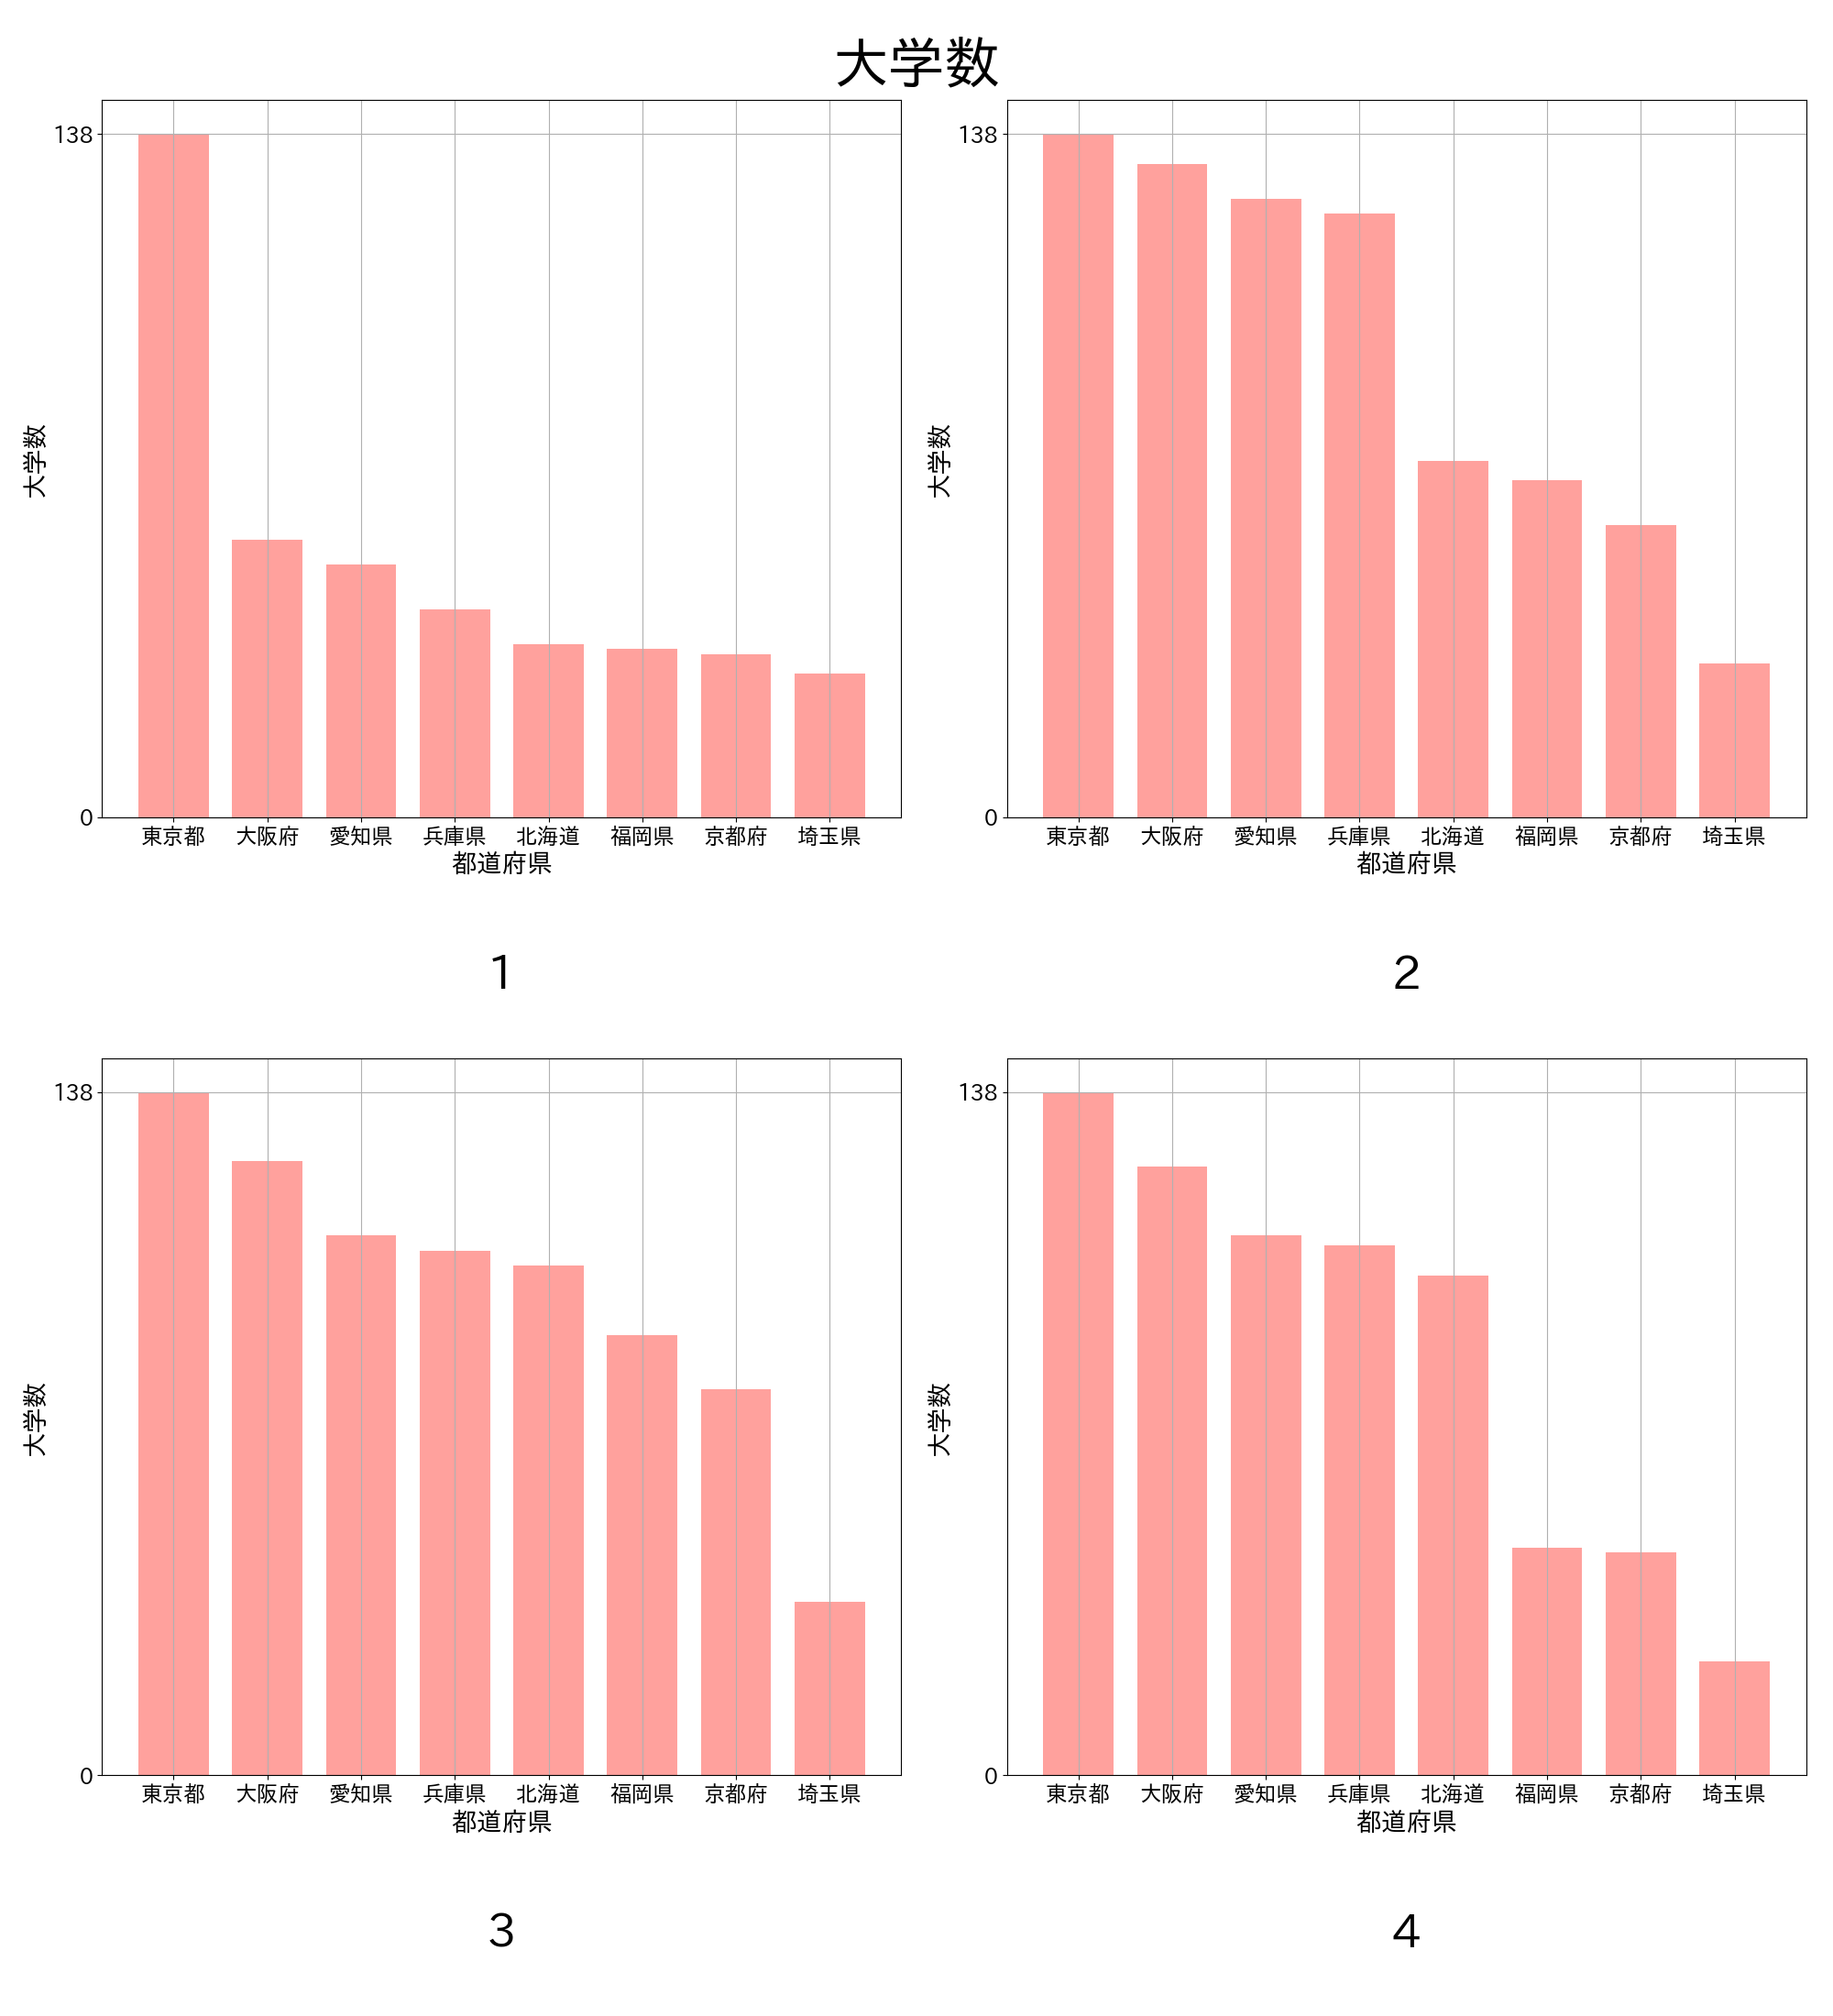 大学数
138
0
大学数
東京都 大阪府 愛知県 兵庫県 北海道 福岡県 京都府 埼玉県
都道府県
1
138
0
大学数
東京都 大阪府 愛知県 兵庫県 北海道 福岡県 京都府 埼玉県
都道府県
2
138
0
大学数
東京都 大阪府 愛知県 兵庫県 北海道 福岡県 京都府 埼玉県
都道府県
3
138
0
大学数
東京都 大阪府 愛知県 兵庫県 北海道 福岡県 京都府 埼玉県
都道府県
4